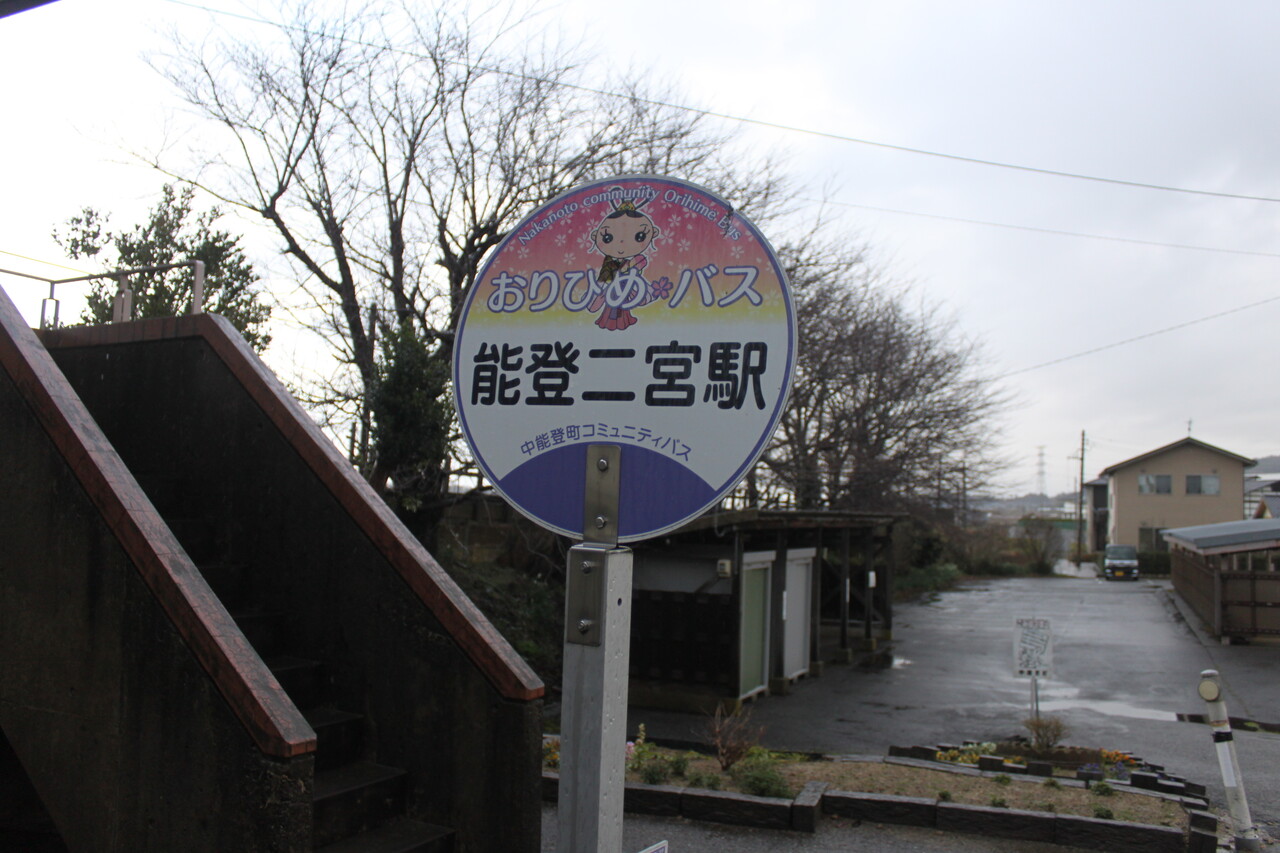 Nakanoto community Orihime Bus
おりひめバス
能登二宮駅
中能登町コミュニティバス